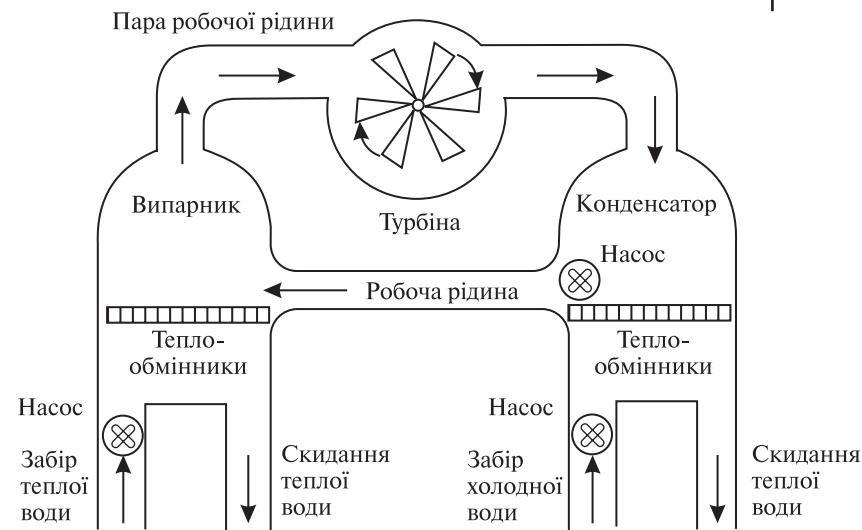 Пара робочої рідини
Випарник
Турбіна
Конденсатор
Насос
Робоча рідина
Тепло-
обмінники
Тепло-
обмінники
Насос
Забір
теплої
води
Скидання
теплої
води
Насос
Забір
холодної
води
Скидання
теплої
води